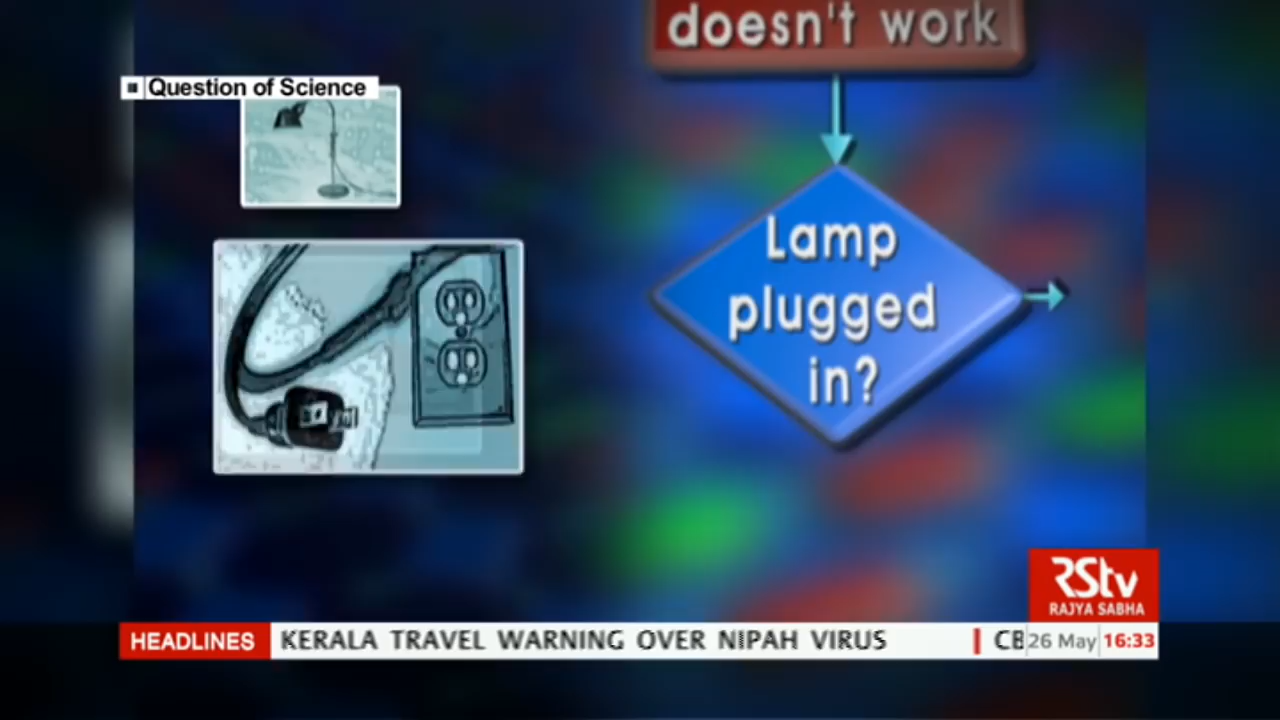 doesn't work
Question of Science
Lamp
plugged
in?
RStv
RAJYA SABHA
HEADLINES KERALA TRAVEL WARNING OVER NIPAH VIRUS | 26 May 16:33